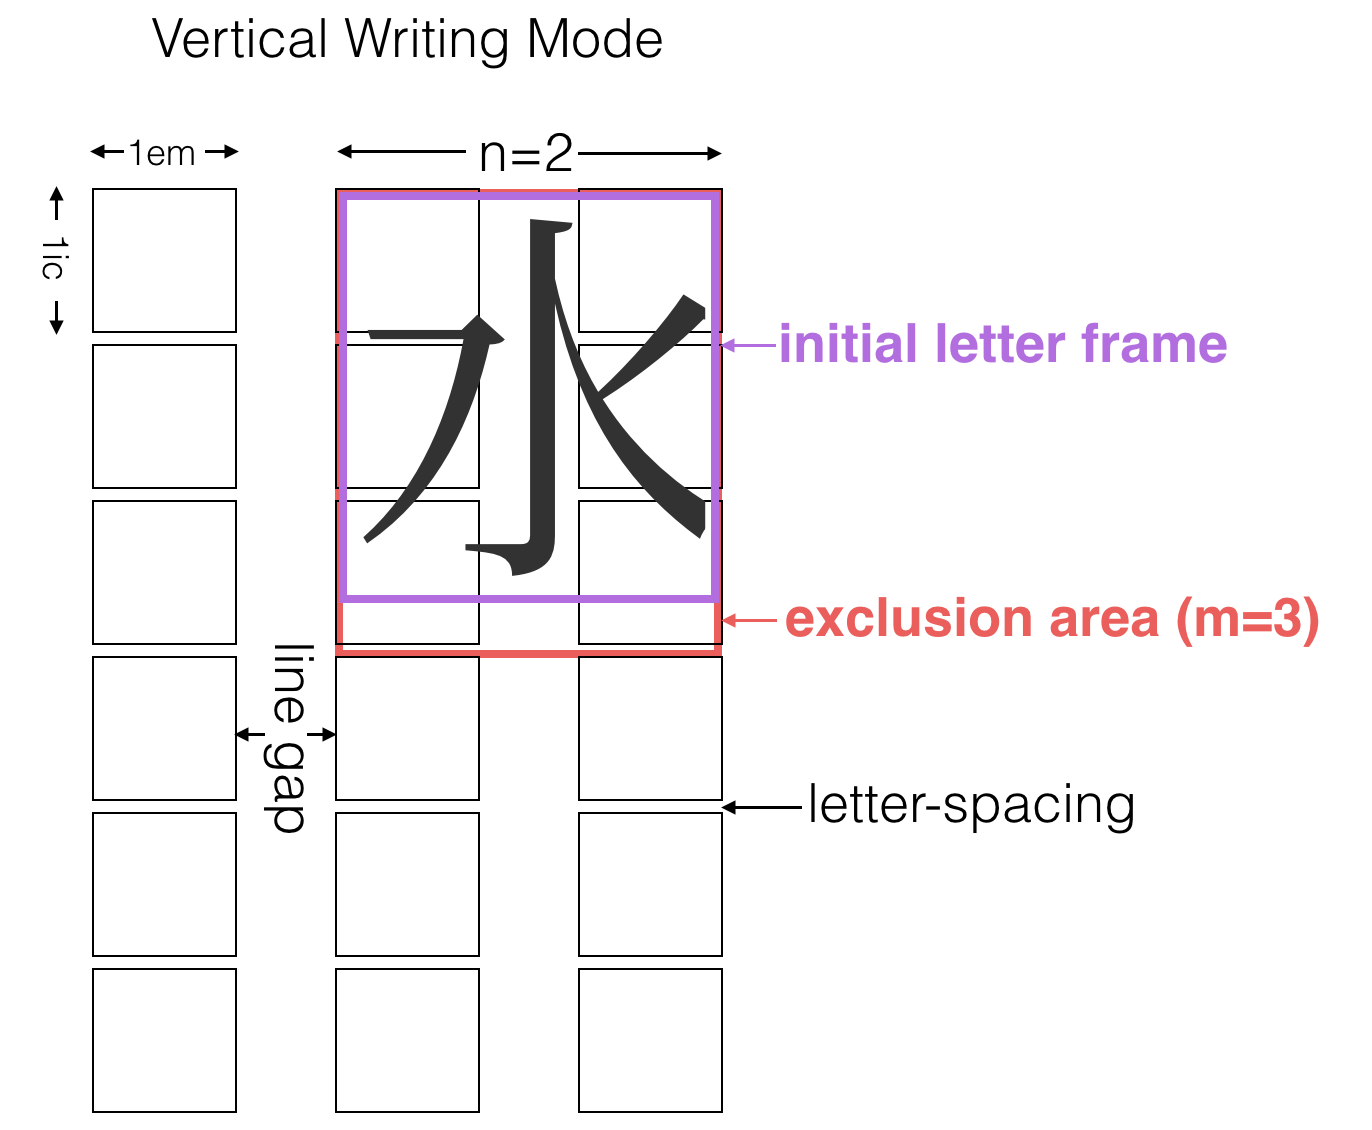 Vertical Writing Mode
1em
n=2
1ic
水
initial letter frame
exclusion area (m=3)
line gap
letter-spacing